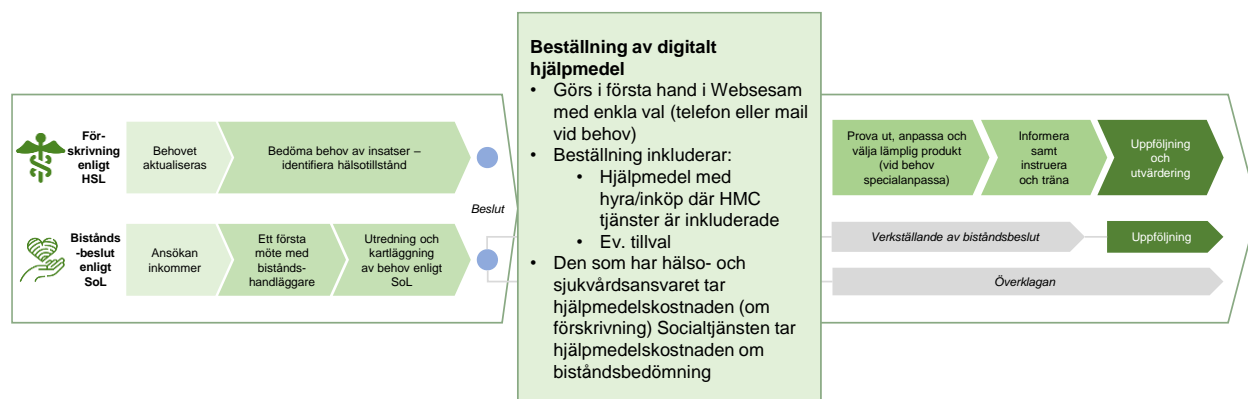 För-
skrivning
enligt
HSL
Behovet
aktualiseras
Bedöma behov av insatser –
identifiera hälsotillstånd
Bistånds
-beslut
enligt
SoL
Ansökan
inkommer
Ett första
möte med
bistånds-
handläggare
Utredning och
kartläggning
av behov enligt
SoL
Beslut
Beställning av digitalt
hjälpmedel
• Görs i första hand i Websesam
med enkla val (telefon eller mail
vid behov)
• Beställning inkluderar:
• Hjälpmedel med
hyra/inköp där HMC
tjänster är inkluderade
• Ev. tillval
• Den som har hälso- och
sjukvårdsansvaret tar
hjälpmedelskostnaden (om
förskrivning) Socialtjänsten tar
hjälpmedelskostnaden om
biståndsbedömning
Prova ut, anpassa och
välja lämplig produkt
(vid behov
specialanpassa)
Informera
samt
instruera
och träna
Uppföljning
och
utvärdering
Verkställande av biståndsbeslut
Uppföljning
Överklagan